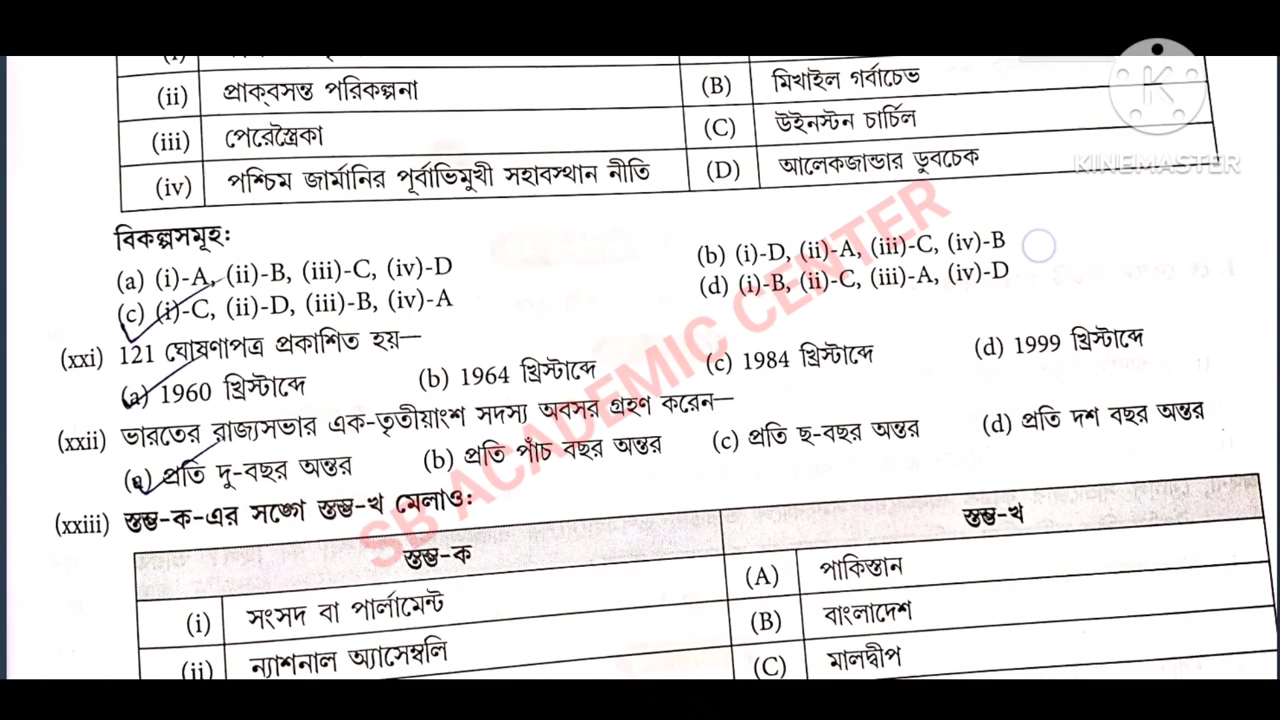 (ii) প্রাক্‌বসন্ত পরিকল্পনা (B) মিখাইল গর্বাচেভ
(iii) পেরেস্ত্রৈকা (C) উইনস্টন চার্চিল
(iv) পশ্চিম জার্মানির পূর্বাভিমুখী সহাবস্থান নীতি (D) আলেকজান্ডার ডুবচেক
KINEMASTER
বিকল্পসমূহ:
(a) (i)-A, (ii)-B, (iii)-C, (iv)-D (b) (i)-D, (ii)-A, (iii)-C, (iv)-B
(c) (i)-C, (ii)-D, (iii)-B, (iv)-A (d) (i)-B, (ii)-C, (iii)-A, (iv)-D
(xxi) 121 ঘোষণাপত্র প্রকাশিত হয়—
(a) 1960 খ্রিস্টাব্দে (b) 1964 খ্রিস্টাব্দে (c) 1984 খ্রিস্টাব্দে (d) 1999 খ্রিস্টাব্দে
(xxii) ভারতের রাজ্যসভার এক-তৃতীয়াংশ সদস্য অবসর গ্রহণ করেন—
(a) প্রতি দু-বছর অন্তর (b) প্রতি পাঁচ বছর অন্তর (c) প্রতি ছ-বছর অন্তর (d) প্রতি দশ বছর অন্তর
(xxiii) স্তম্ভ-ক-এর সঙ্গে স্তম্ভ-খ মেলাও:
স্তম্ভ-ক স্তম্ভ-খ
(i) সংসদ বা পার্লামেন্ট (A) পাকিস্তান
(ii) ন্যাশনাল অ্যাসেম্বলি (B) বাংলাদেশ
(C) মালদ্বীপ
SB ACADEMIC CENTER